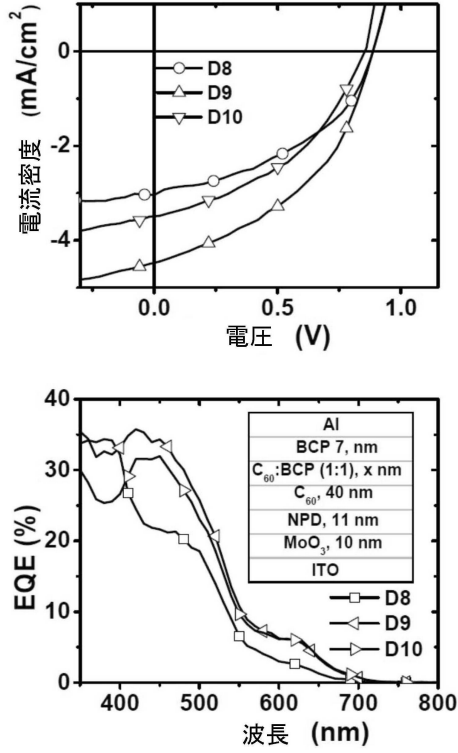 電流密度 (mA/cm²)
0
-2
-4
D8
D9
D10
0.0 0.5 1.0
電圧 (V)
EQE (%)
40
30
20
10
0
Al
BCP 7, nm
C₆₀:BCP (1:1), x nm
C₆₀, 40 nm
NPD, 11 nm
MoO₃, 10 nm
ITO
D8
D9
D10
400 500 600 700 800
波長 (nm)